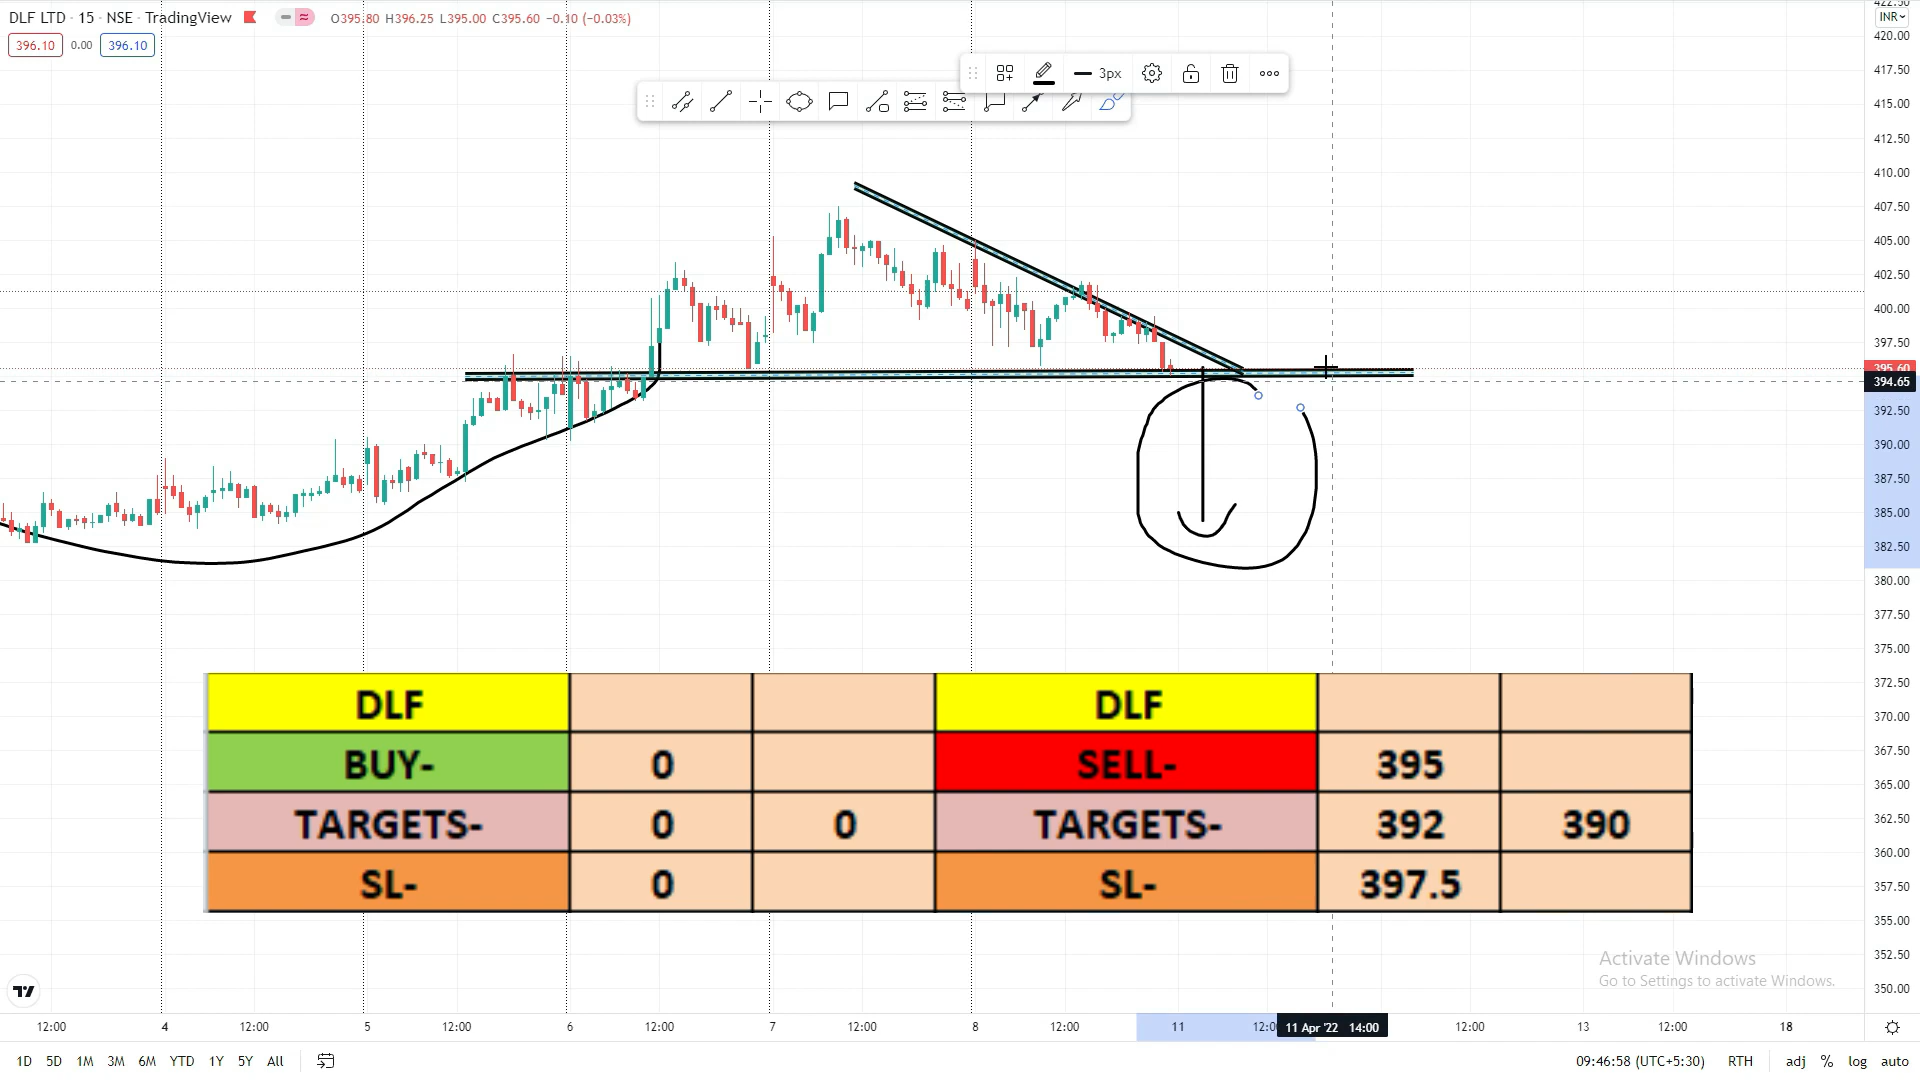 DLF LTD · 15 · NSE · TradingView
O395.80 H396.25 L395.00 C395.60 −0.10 (−0.03%)
INR
396.10 0.00 396.10
3px
422.50
420.00
417.50
415.00
412.50
410.00
407.50
405.00
402.50
400.00
397.50
395.60
394.65
392.50
390.00
387.50
385.00
382.50
380.00
377.50
375.00
372.50
370.00
367.50
365.00
362.50
360.00
357.50
355.00
352.50
350.00
DLF DLF
BUY- 0 SELL- 395
TARGETS- 0 0 TARGETS- 392 390
SL- 0 SL- 397.5
Activate Windows
Go to Settings to activate Windows.
12:00 4 12:00 5 12:00 6 12:00 7 12:00 8 12:00 11 12:00 11 Apr '22 14:00 12:00 13 12:00 18
1D 5D 1M 3M 6M YTD 1Y 5Y All 09:46:58 (UTC+5:30) RTH adj % log auto